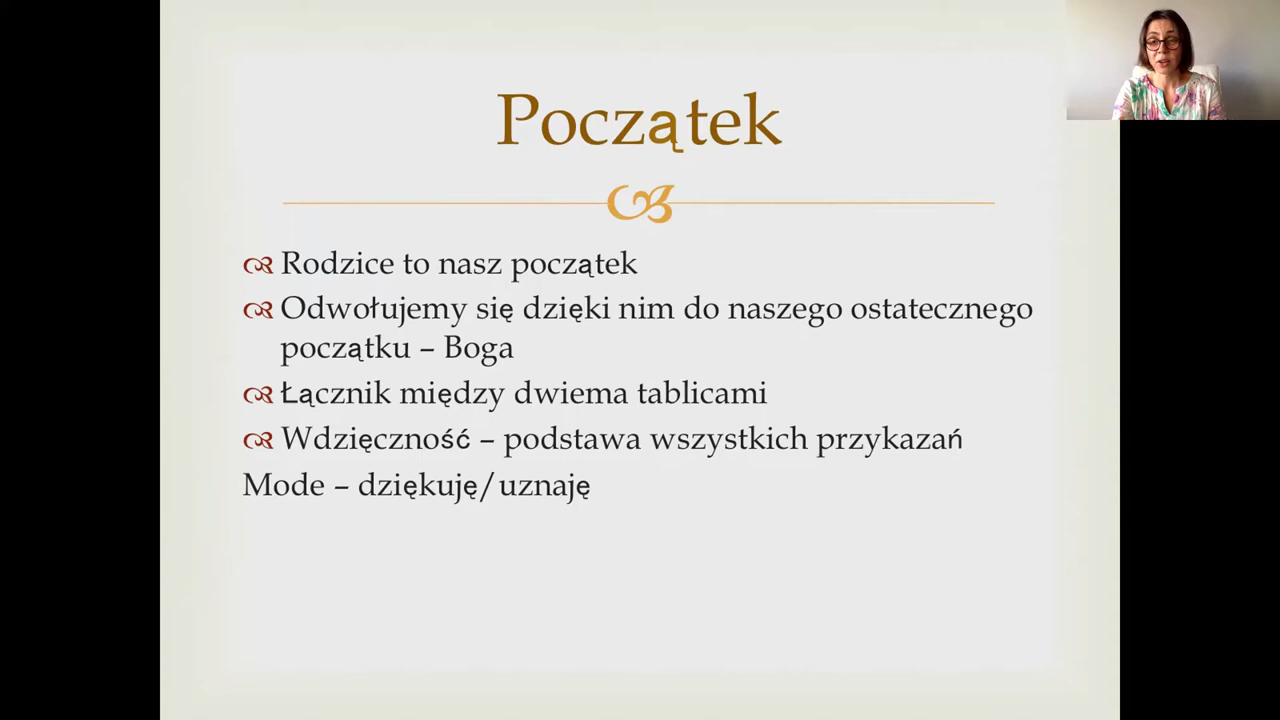 Początek
Rodzice to nasz początek
Odwołujemy się dzięki nim do naszego ostatecznego
początku – Boga
Łącznik między dwiema tablicami
Wdzięczność – podstawa wszystkich przykazań
Mode – dziękuję/uznaję